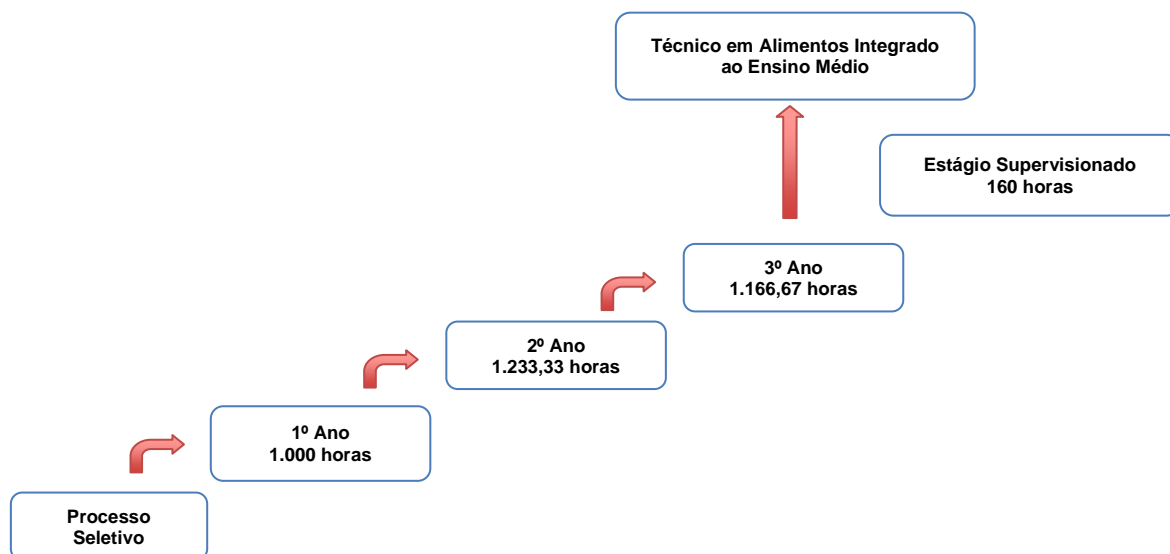 Técnico em Alimentos Integrado
ao Ensino Médio
Estágio Supervisionado
160 horas
3º Ano
1.166,67 horas
2º Ano
1.233,33 horas
1º Ano
1.000 horas
Processo
Seletivo